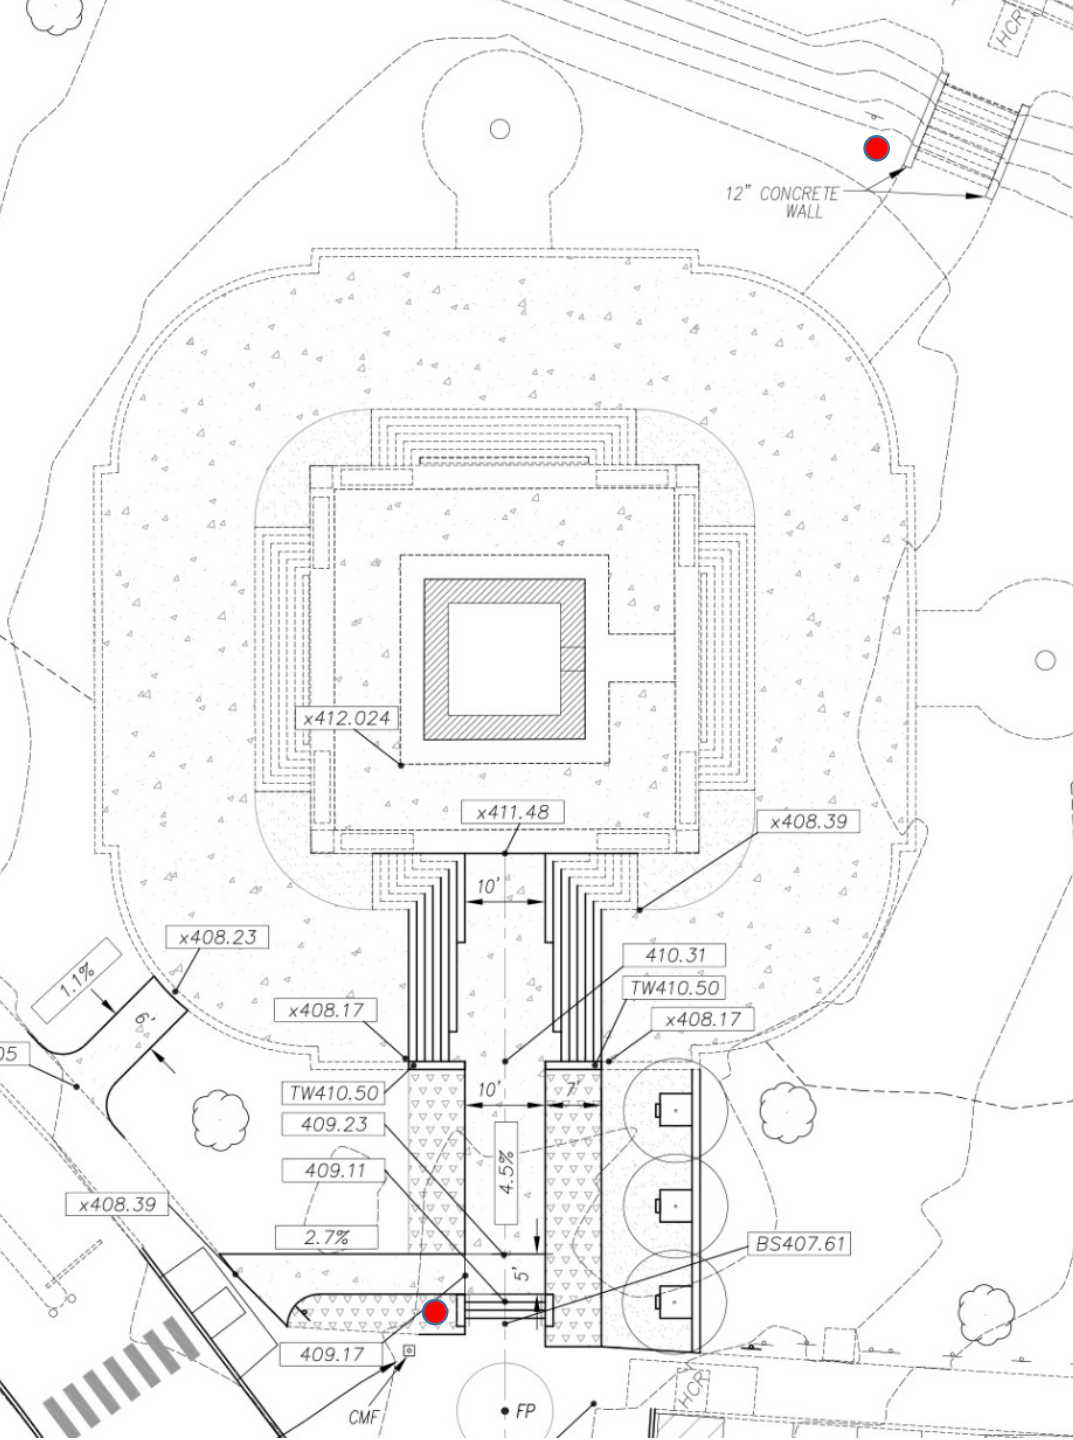 HCR
12" CONCRETE
WALL
x412.024
x411.48
x408.39
10'
x408.23
1.1%
410.31
TW410.50
x408.17
x408.17
6'
05
TW410.50
10'
7'
409.23
4.5%
409.11
x408.39
2.7%
BS407.61
5'
409.17
CMF
HCR
FP